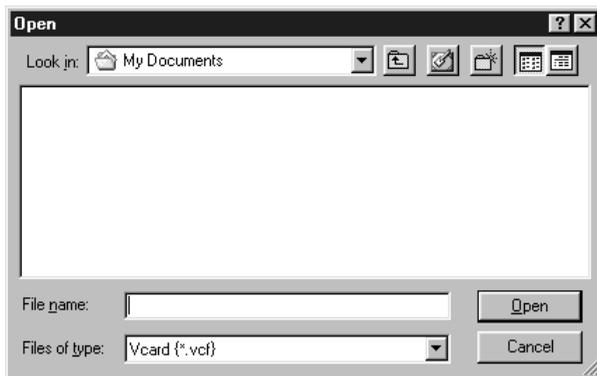 Open
Look in: My Documents
File name:
Open
Files of type: Vcard {*.vcf}
Cancel